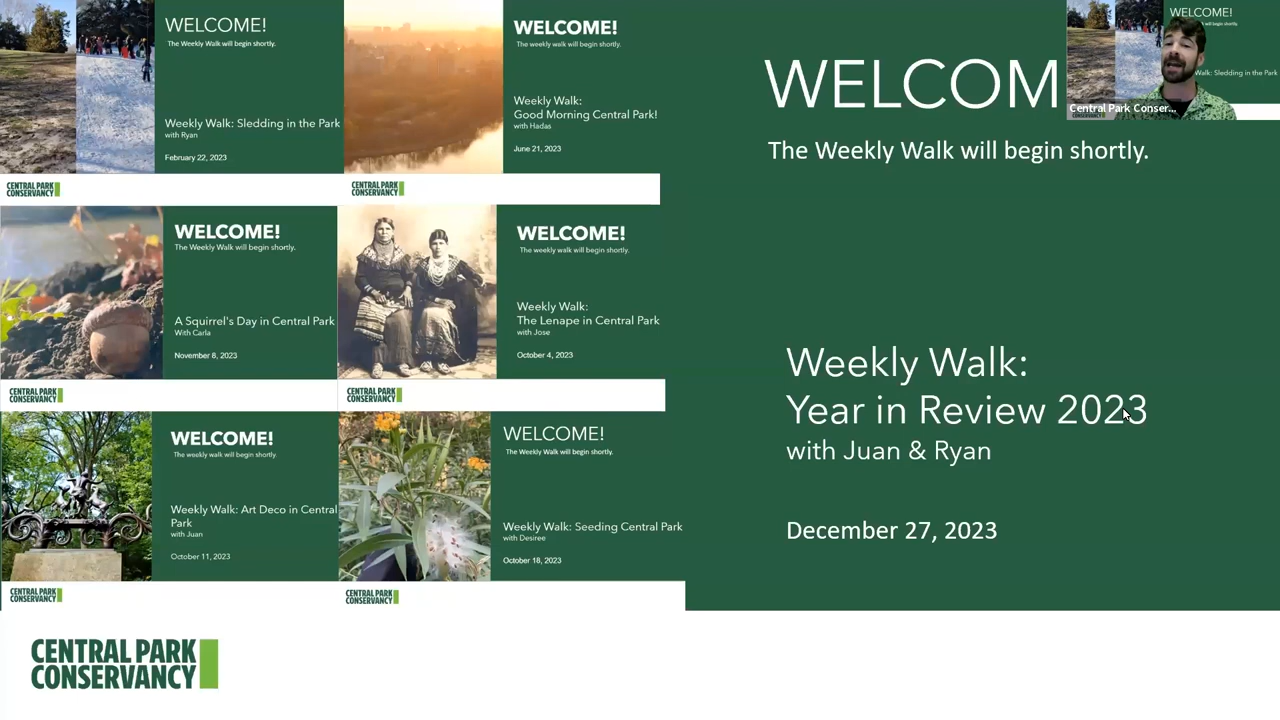 WELCOME!
The Weekly Walk will begin shortly.
Weekly Walk: Sledding in the Park
with Ryan
February 22, 2023
CENTRAL PARK
CONSERVANCY
WELCOME!
The weekly walk will begin shortly.
Weekly Walk:
Good Morning Central Park!
with Hadas
June 21, 2023
CENTRAL PARK
CONSERVANCY
WELCOME!
The Weekly Walk will begin shortly.
A Squirrel's Day in Central Park
With Carla
November 8, 2023
CENTRAL PARK
CONSERVANCY
WELCOME!
The weekly walk will begin shortly.
Weekly Walk:
The Lenape in Central Park
with Jose
October 4, 2023
CENTRAL PARK
CONSERVANCY
WELCOME!
The weekly walk will begin shortly.
Weekly Walk: Art Deco in Central
Park
with Juan
October 11, 2023
CENTRAL PARK
CONSERVANCY
WELCOME!
The Weekly Walk will begin shortly.
Weekly Walk: Seeding Central Park
with Desiree
October 18, 2023
CENTRAL PARK
CONSERVANCY
WELCOM
The Weekly Walk will begin shortly.
Weekly Walk:
Year in Review 2023
with Juan & Ryan
December 27, 2023
WELCOME!
will begin shortly.
Walk: Sledding in the Park
Central Park Conser...
CENTRAL PARK
CONSERVANCY